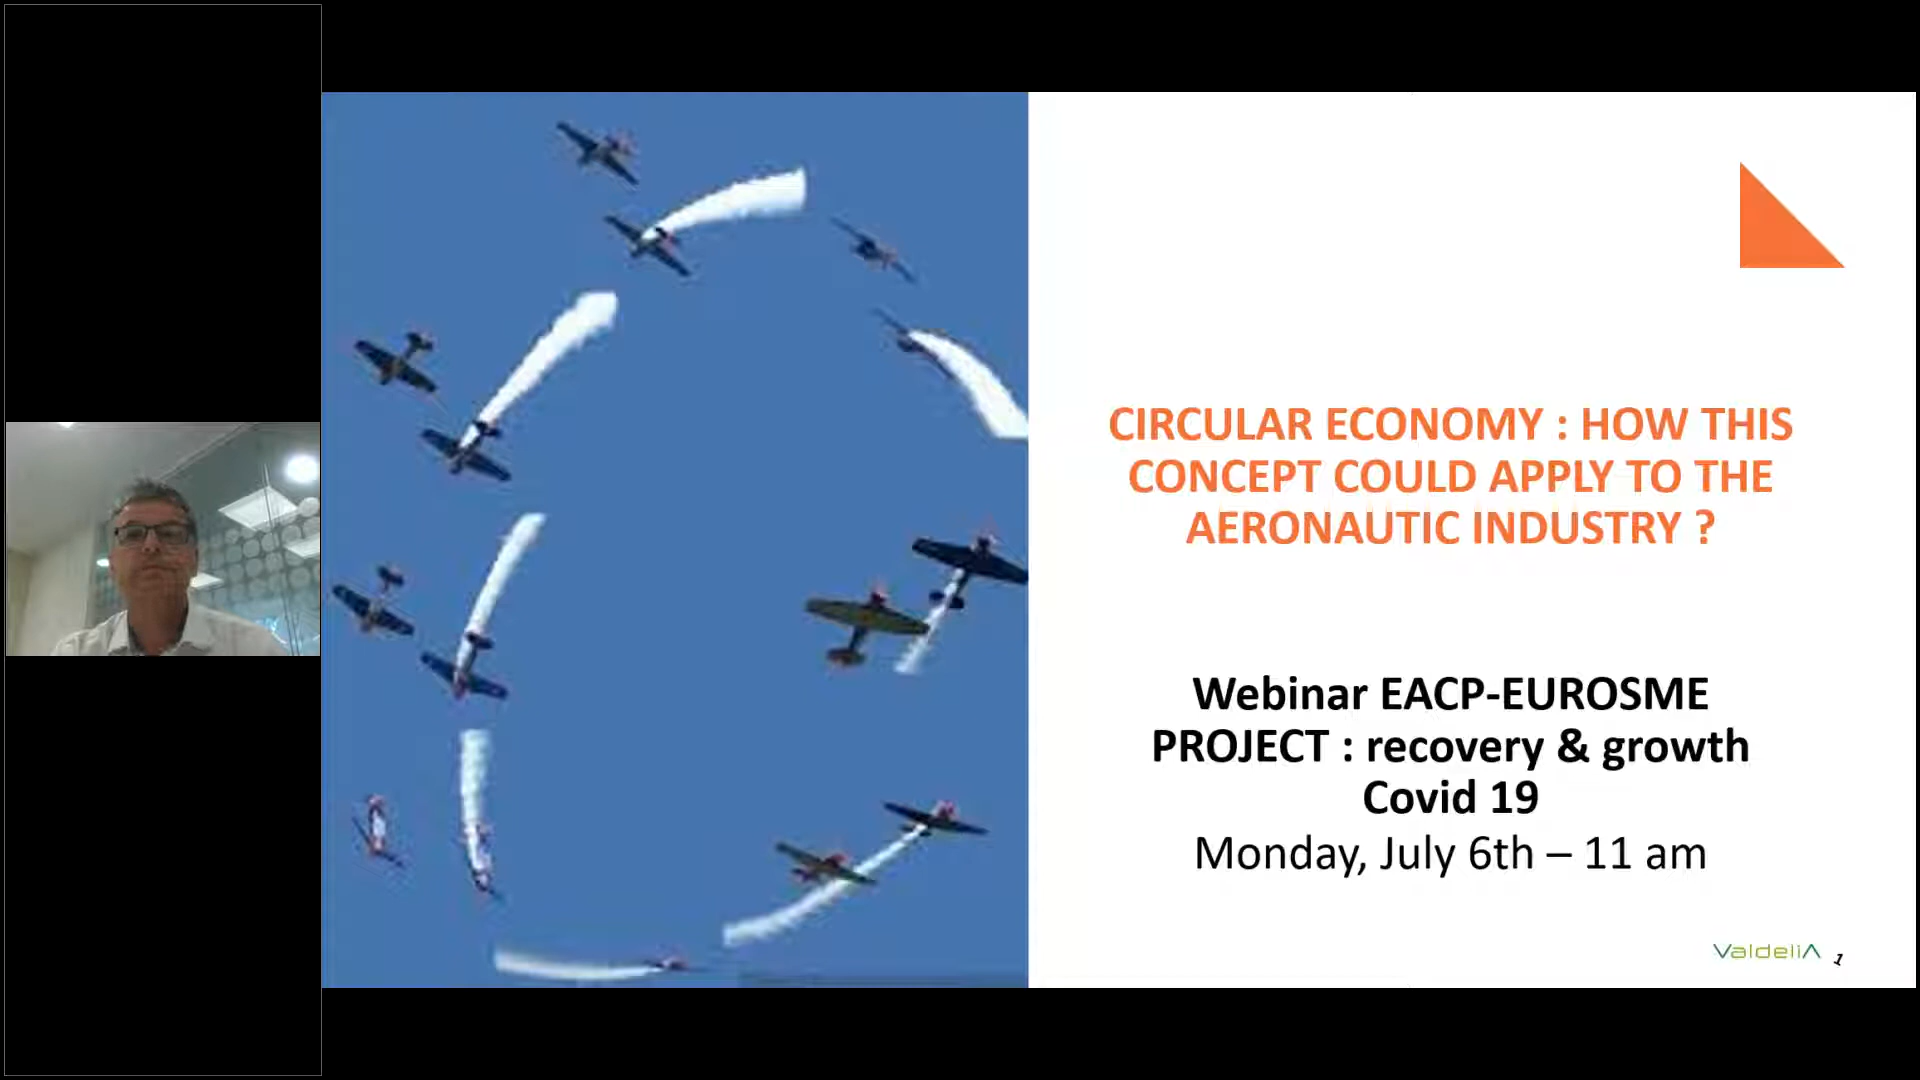 CIRCULAR ECONOMY : HOW THIS
CONCEPT COULD APPLY TO THE
AERONAUTIC INDUSTRY ?
Webinar EACP-EUROSME
PROJECT : recovery & growth
Covid 19
Monday, July 6th – 11 am
ValdeliA
1